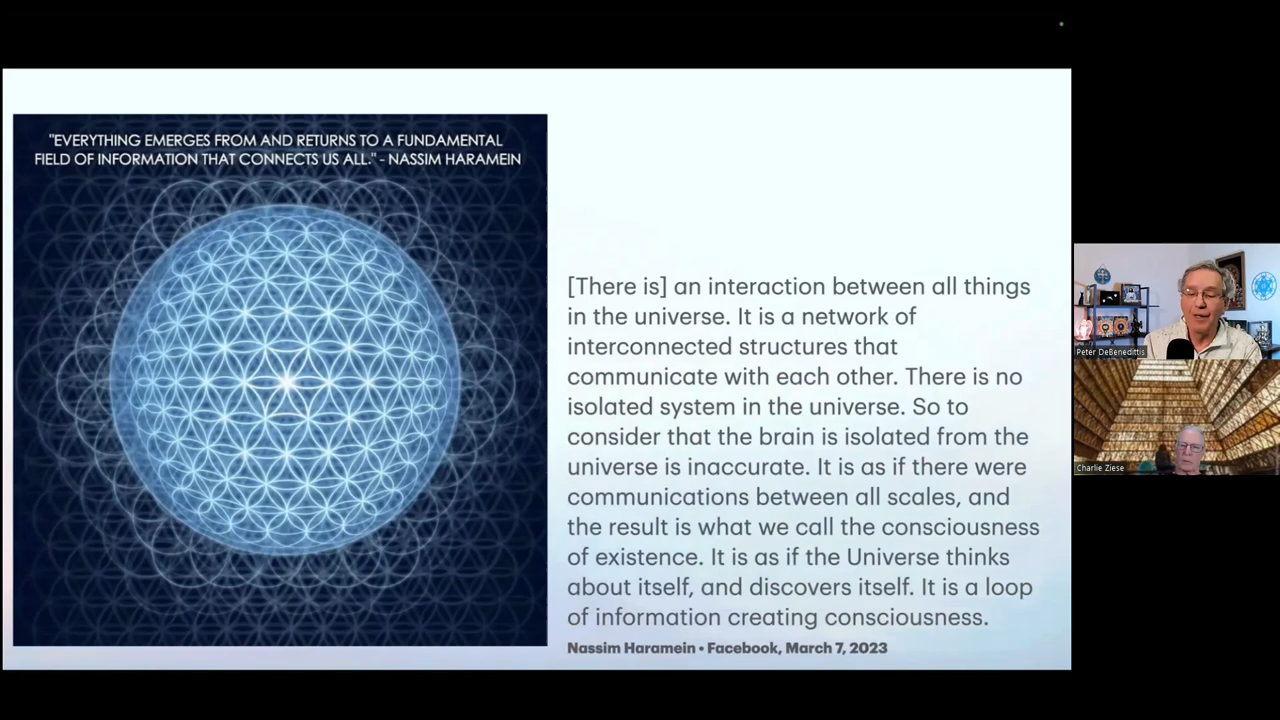 "EVERYTHING EMERGES FROM AND RETURNS TO A FUNDAMENTAL
FIELD OF INFORMATION THAT CONNECTS US ALL." - NASSIM HARAMEIN
[There is] an interaction between all things
in the universe. It is a network of
interconnected structures that
communicate with each other. There is no
isolated system in the universe. So to
consider that the brain is isolated from the
universe is inaccurate. It is as if there were
communications between all scales, and
the result is what we call the consciousness
of existence. It is as if the Universe thinks
about itself, and discovers itself. It is a loop
of information creating consciousness.
Nassim Haramein • Facebook, March 7, 2023
Peter DeBenedittis
Charlie Ziese